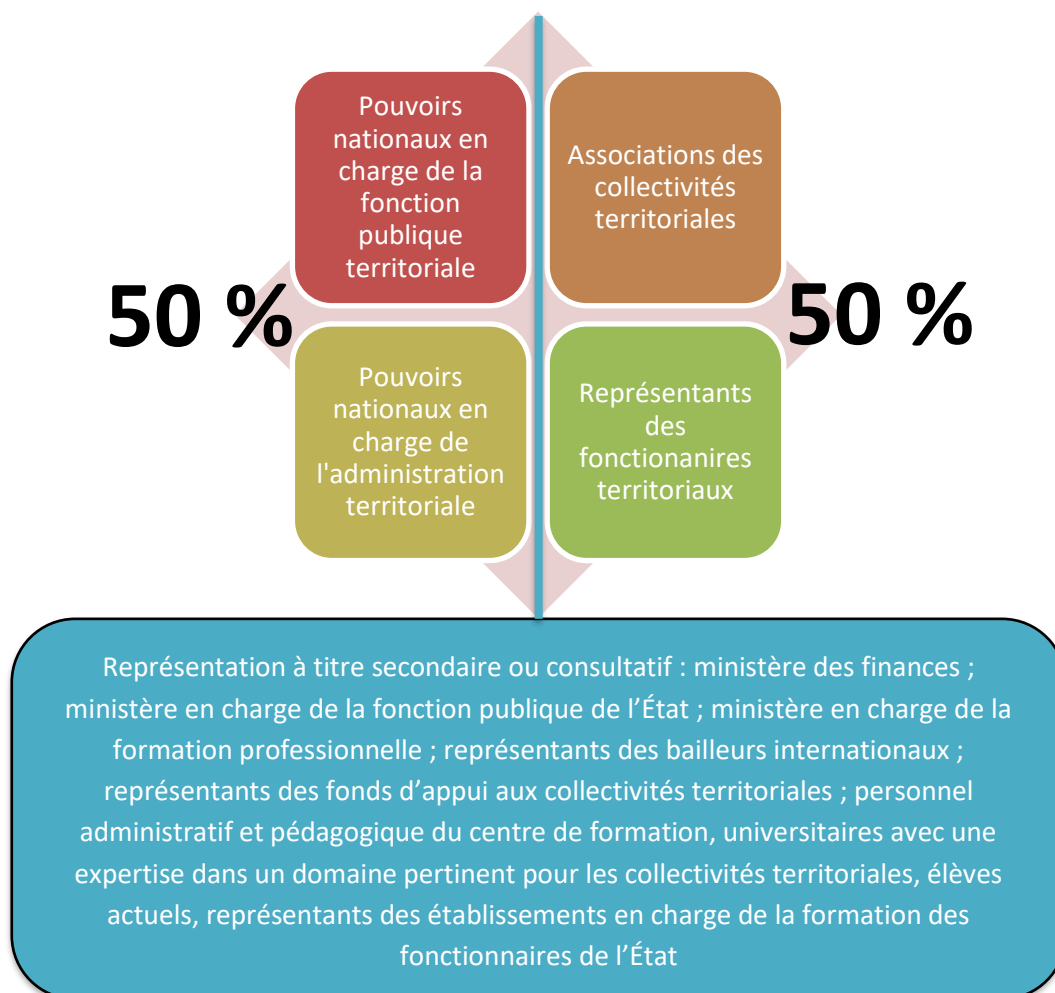 Pouvoirs
nationaux en
charge de la
fonction
publique
territoriale
Associations des
collectivités
territoriales
50 %
50 %
Pouvoirs
nationaux en
charge de
l'administration
territoriale
Représentants
des
fonctionanires
territoriaux
Représentation à titre secondaire ou consultatif : ministère des finances ;
ministère en charge de la fonction publique de l’État ; ministère en charge de la
formation professionnelle ; représentants des bailleurs internationaux ;
représentants des fonds d’appui aux collectivités territoriales ; personnel
administratif et pédagogique du centre de formation, universitaires avec une
expertise dans un domaine pertinent pour les collectivités territoriales, élèves
actuels, représentants des établissements en charge de la formation des
fonctionnaires de l’État